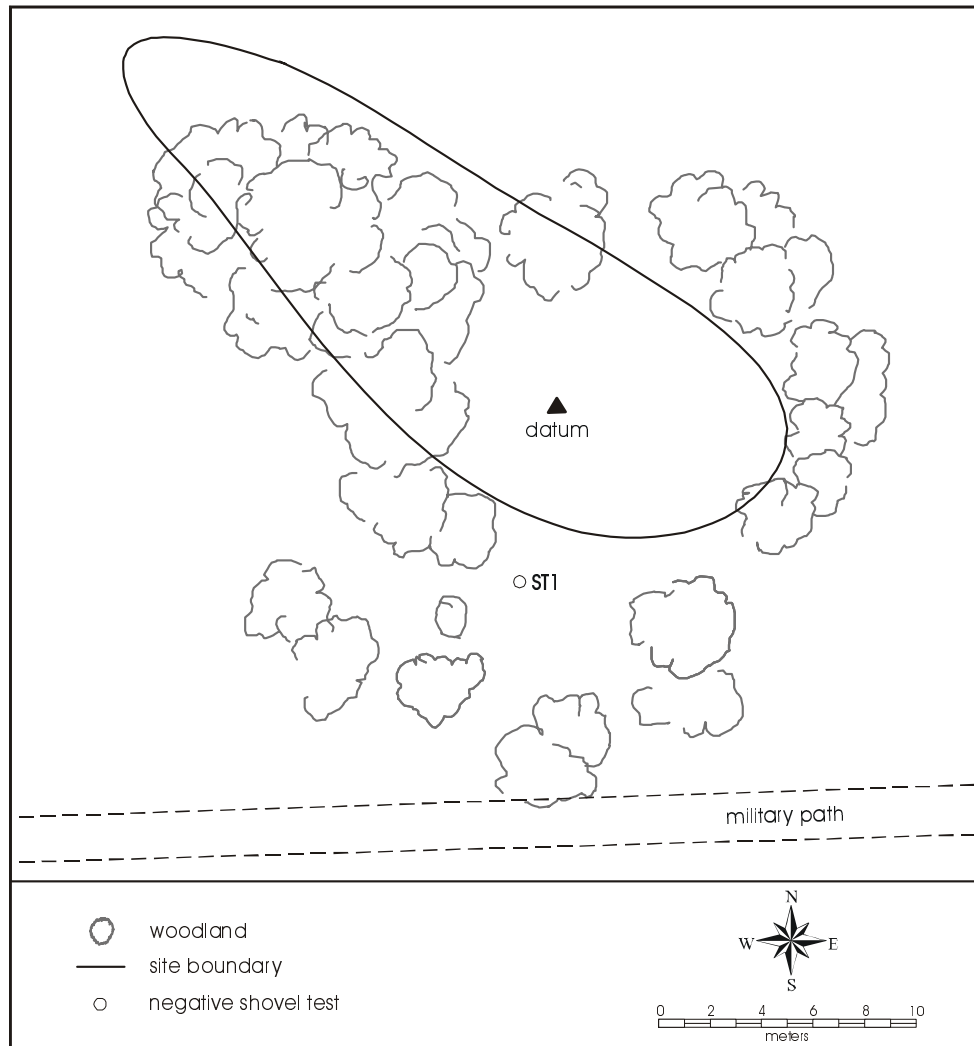 datum
ST1
military path
woodland
site boundary
negative shovel test
N
W E
S
0 2 4 6 8 10
meters